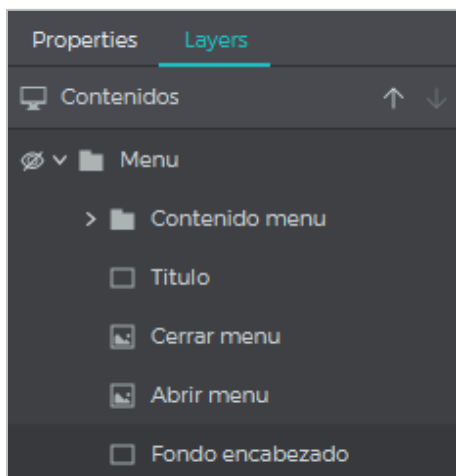 Properties Layers
Contenidos
Menu
Contenido menu
Titulo
Cerrar menu
Abrir menu
Fondo encabezado